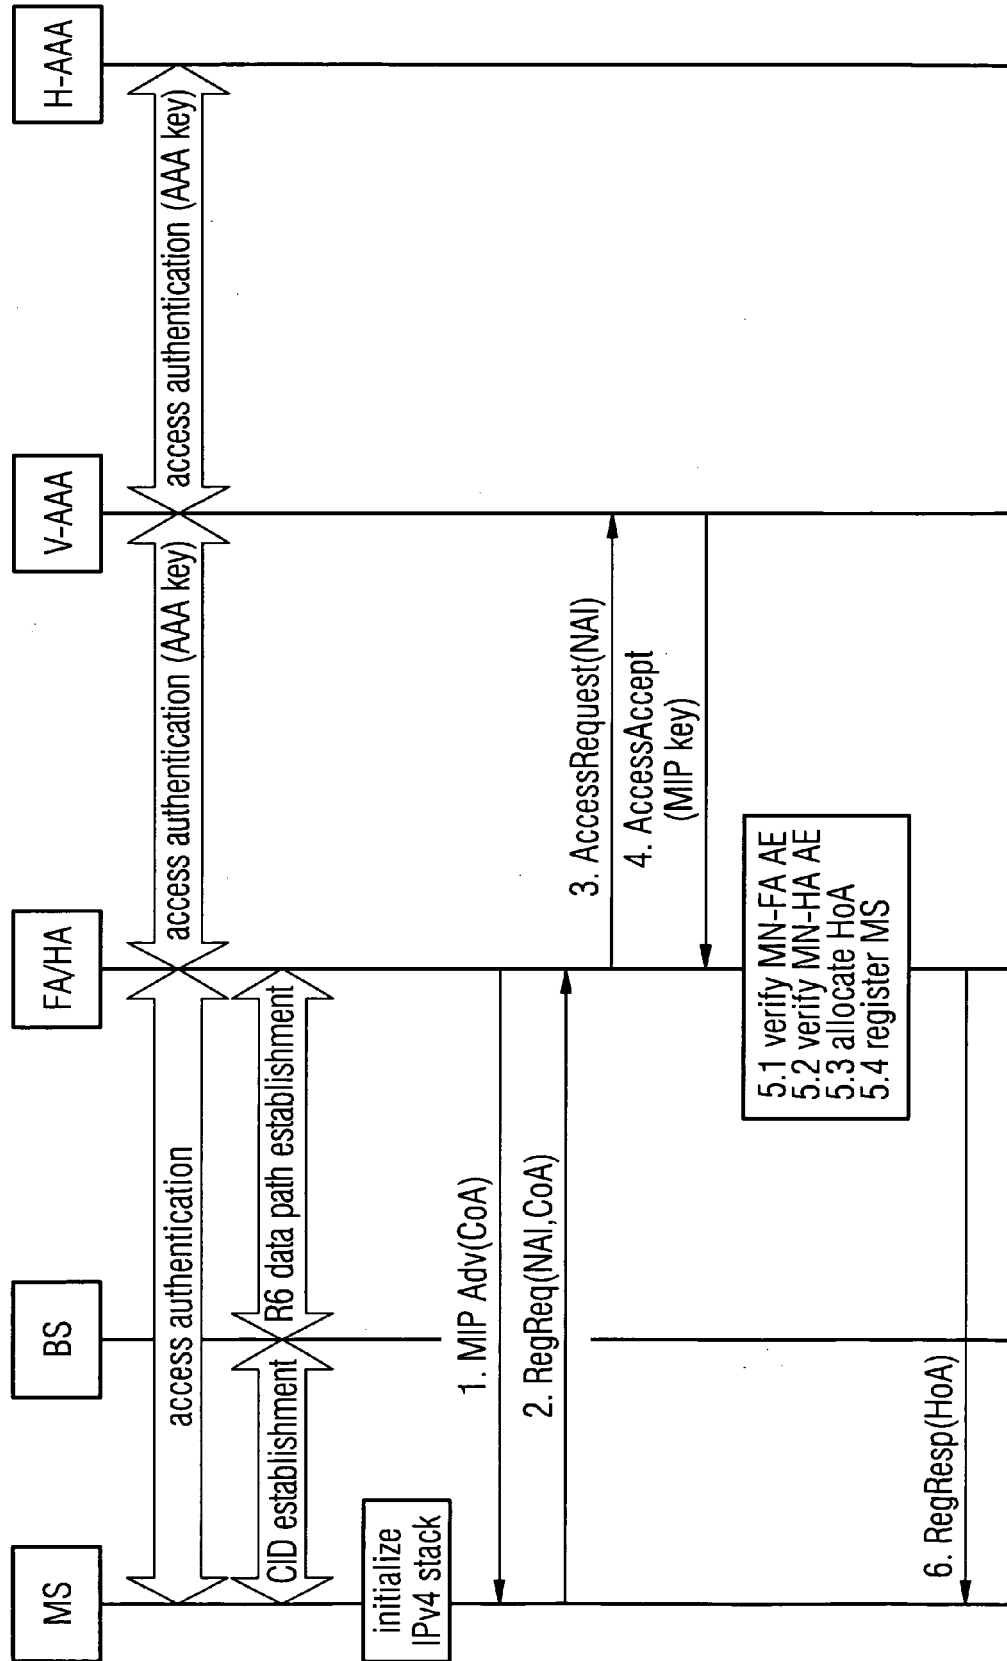 MS
BS
FA/HA
V-AAA
H-AAA
access authentication
access authentication (AAA key)
access authentication (AAA key)
CID establishment
R6 data path establishment
initialize
IPv4 stack
1. MIP Adv(CoA)
2. RegReq(NAI,CoA)
3. AccessRequest(NAI)
4. AccessAccept
(MIP key)
5.1 verify MN-FA AE
5.2 verify MN-HA AE
5.3 allocate HoA
5.4 register MS
6. RegResp(HoA)